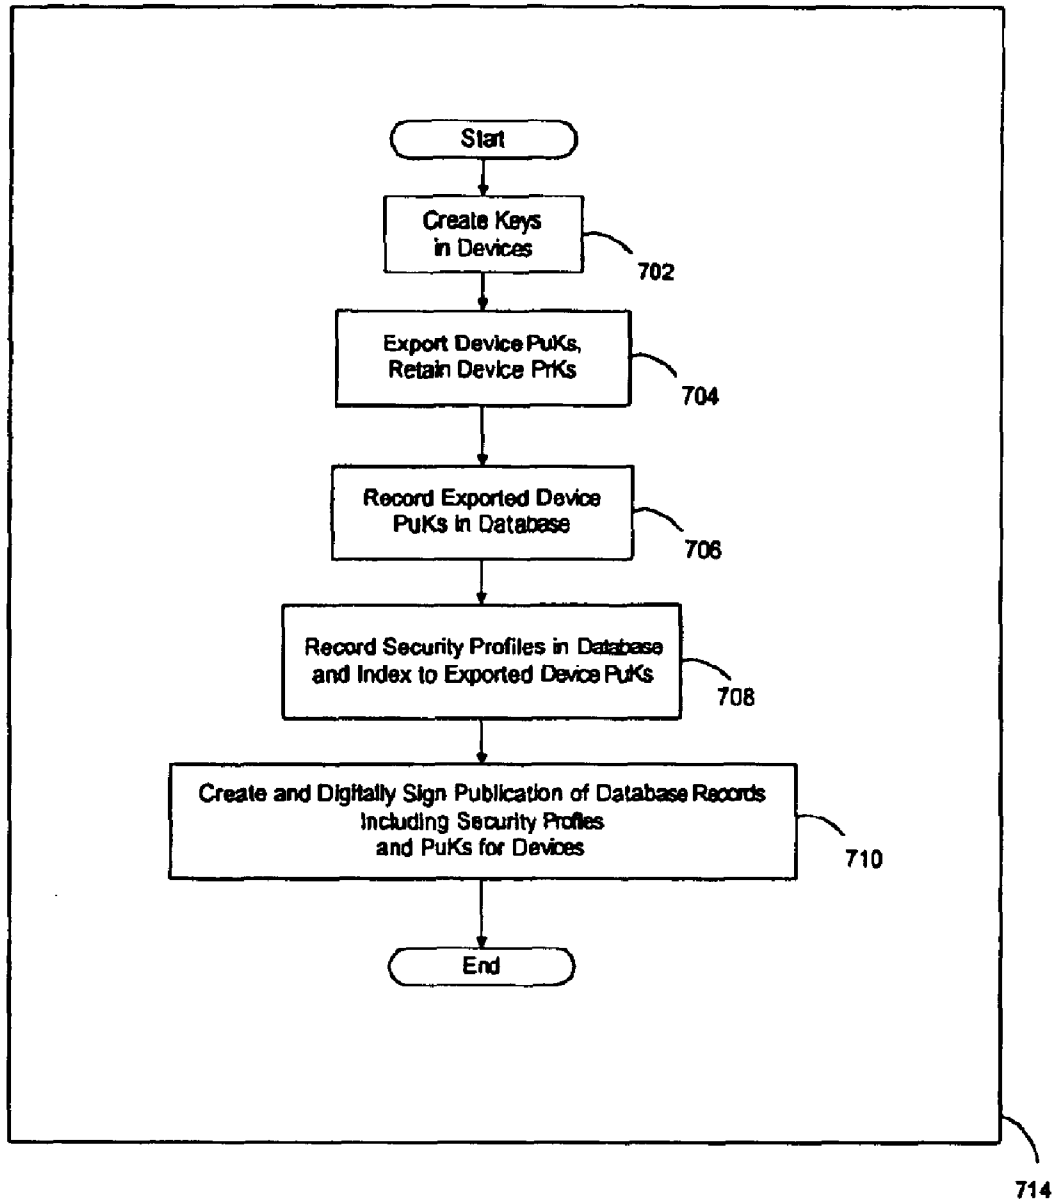 Start
Create Keys
in Devices
702
Export Device PuKs,
Retain Device PrKs
704
Record Exported Device
PuKs in Database
706
Record Security Profiles in Database
and Index to Exported Device PuKs
708
Create and Digitally Sign Publication of Database Records
Including Security Profiles
and PuKs for Devices
710
End
714